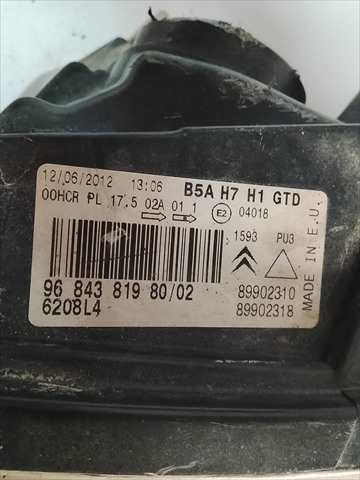 12/06/2012 13:06 B5A H7 H1 GTD
00HCR PL 17.5 02A 01 1 E2 04018
1593 PU3
96 843 819 80/02 89902310
6208L4 89902318
MADE IN E.U.